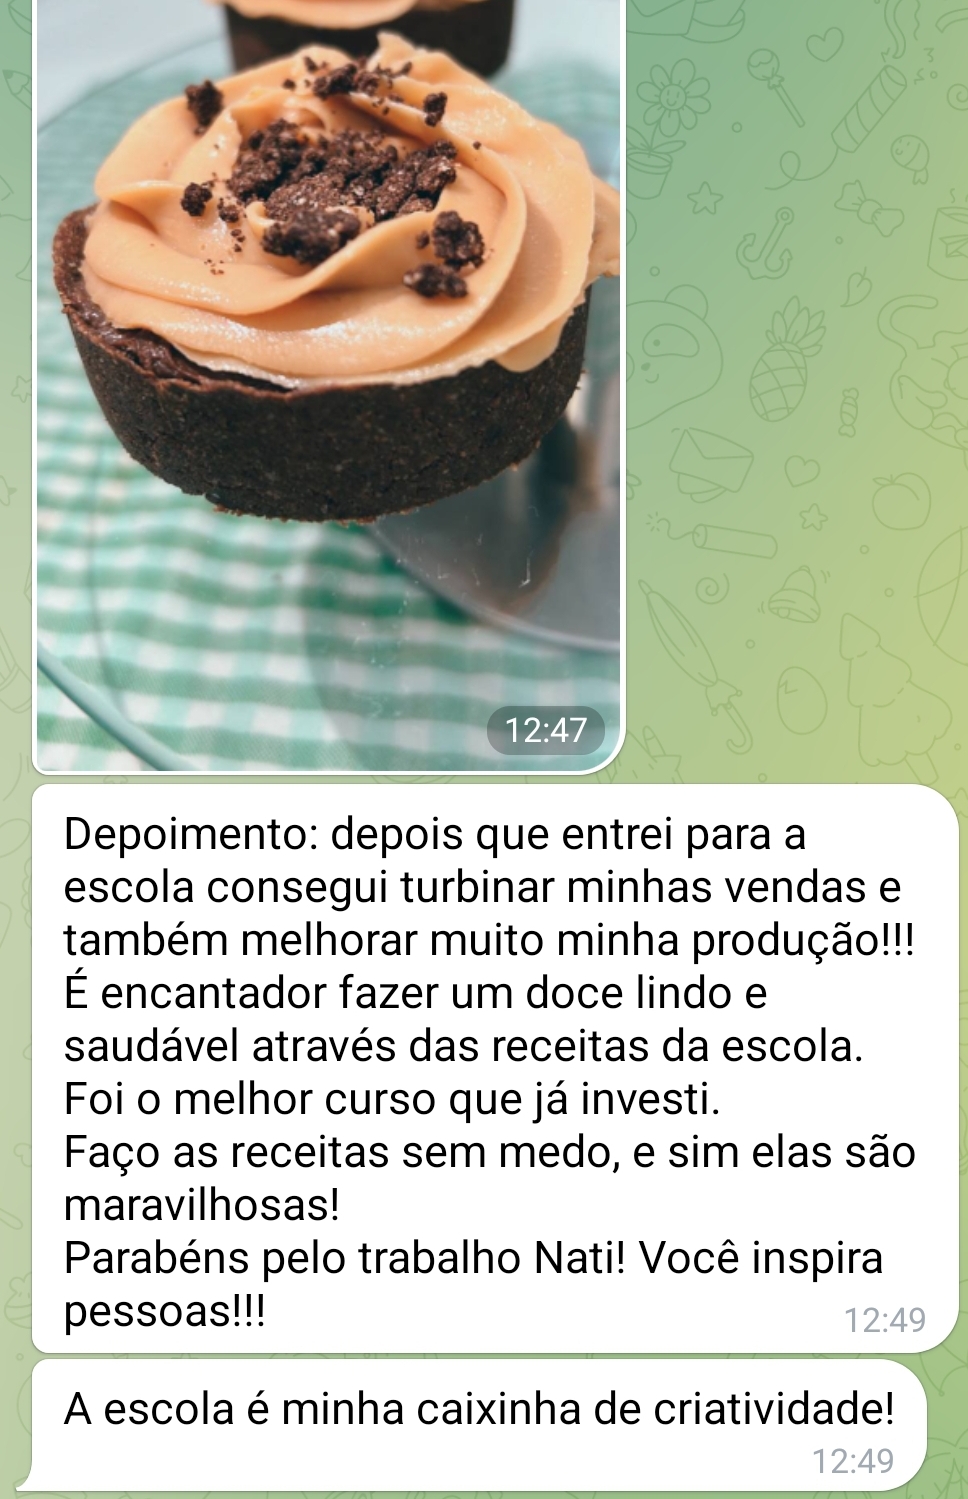 12:47
Depoimento: depois que entrei para a
escola consegui turbinar minhas vendas e
também melhorar muito minha produção!!!
É encantador fazer um doce lindo e
saudável através das receitas da escola.
Foi o melhor curso que já investi.
Faço as receitas sem medo, e sim elas são
maravilhosas!
Parabéns pelo trabalho Nati! Você inspira
pessoas!!!
12:49
A escola é minha caixinha de criatividade!
12:49